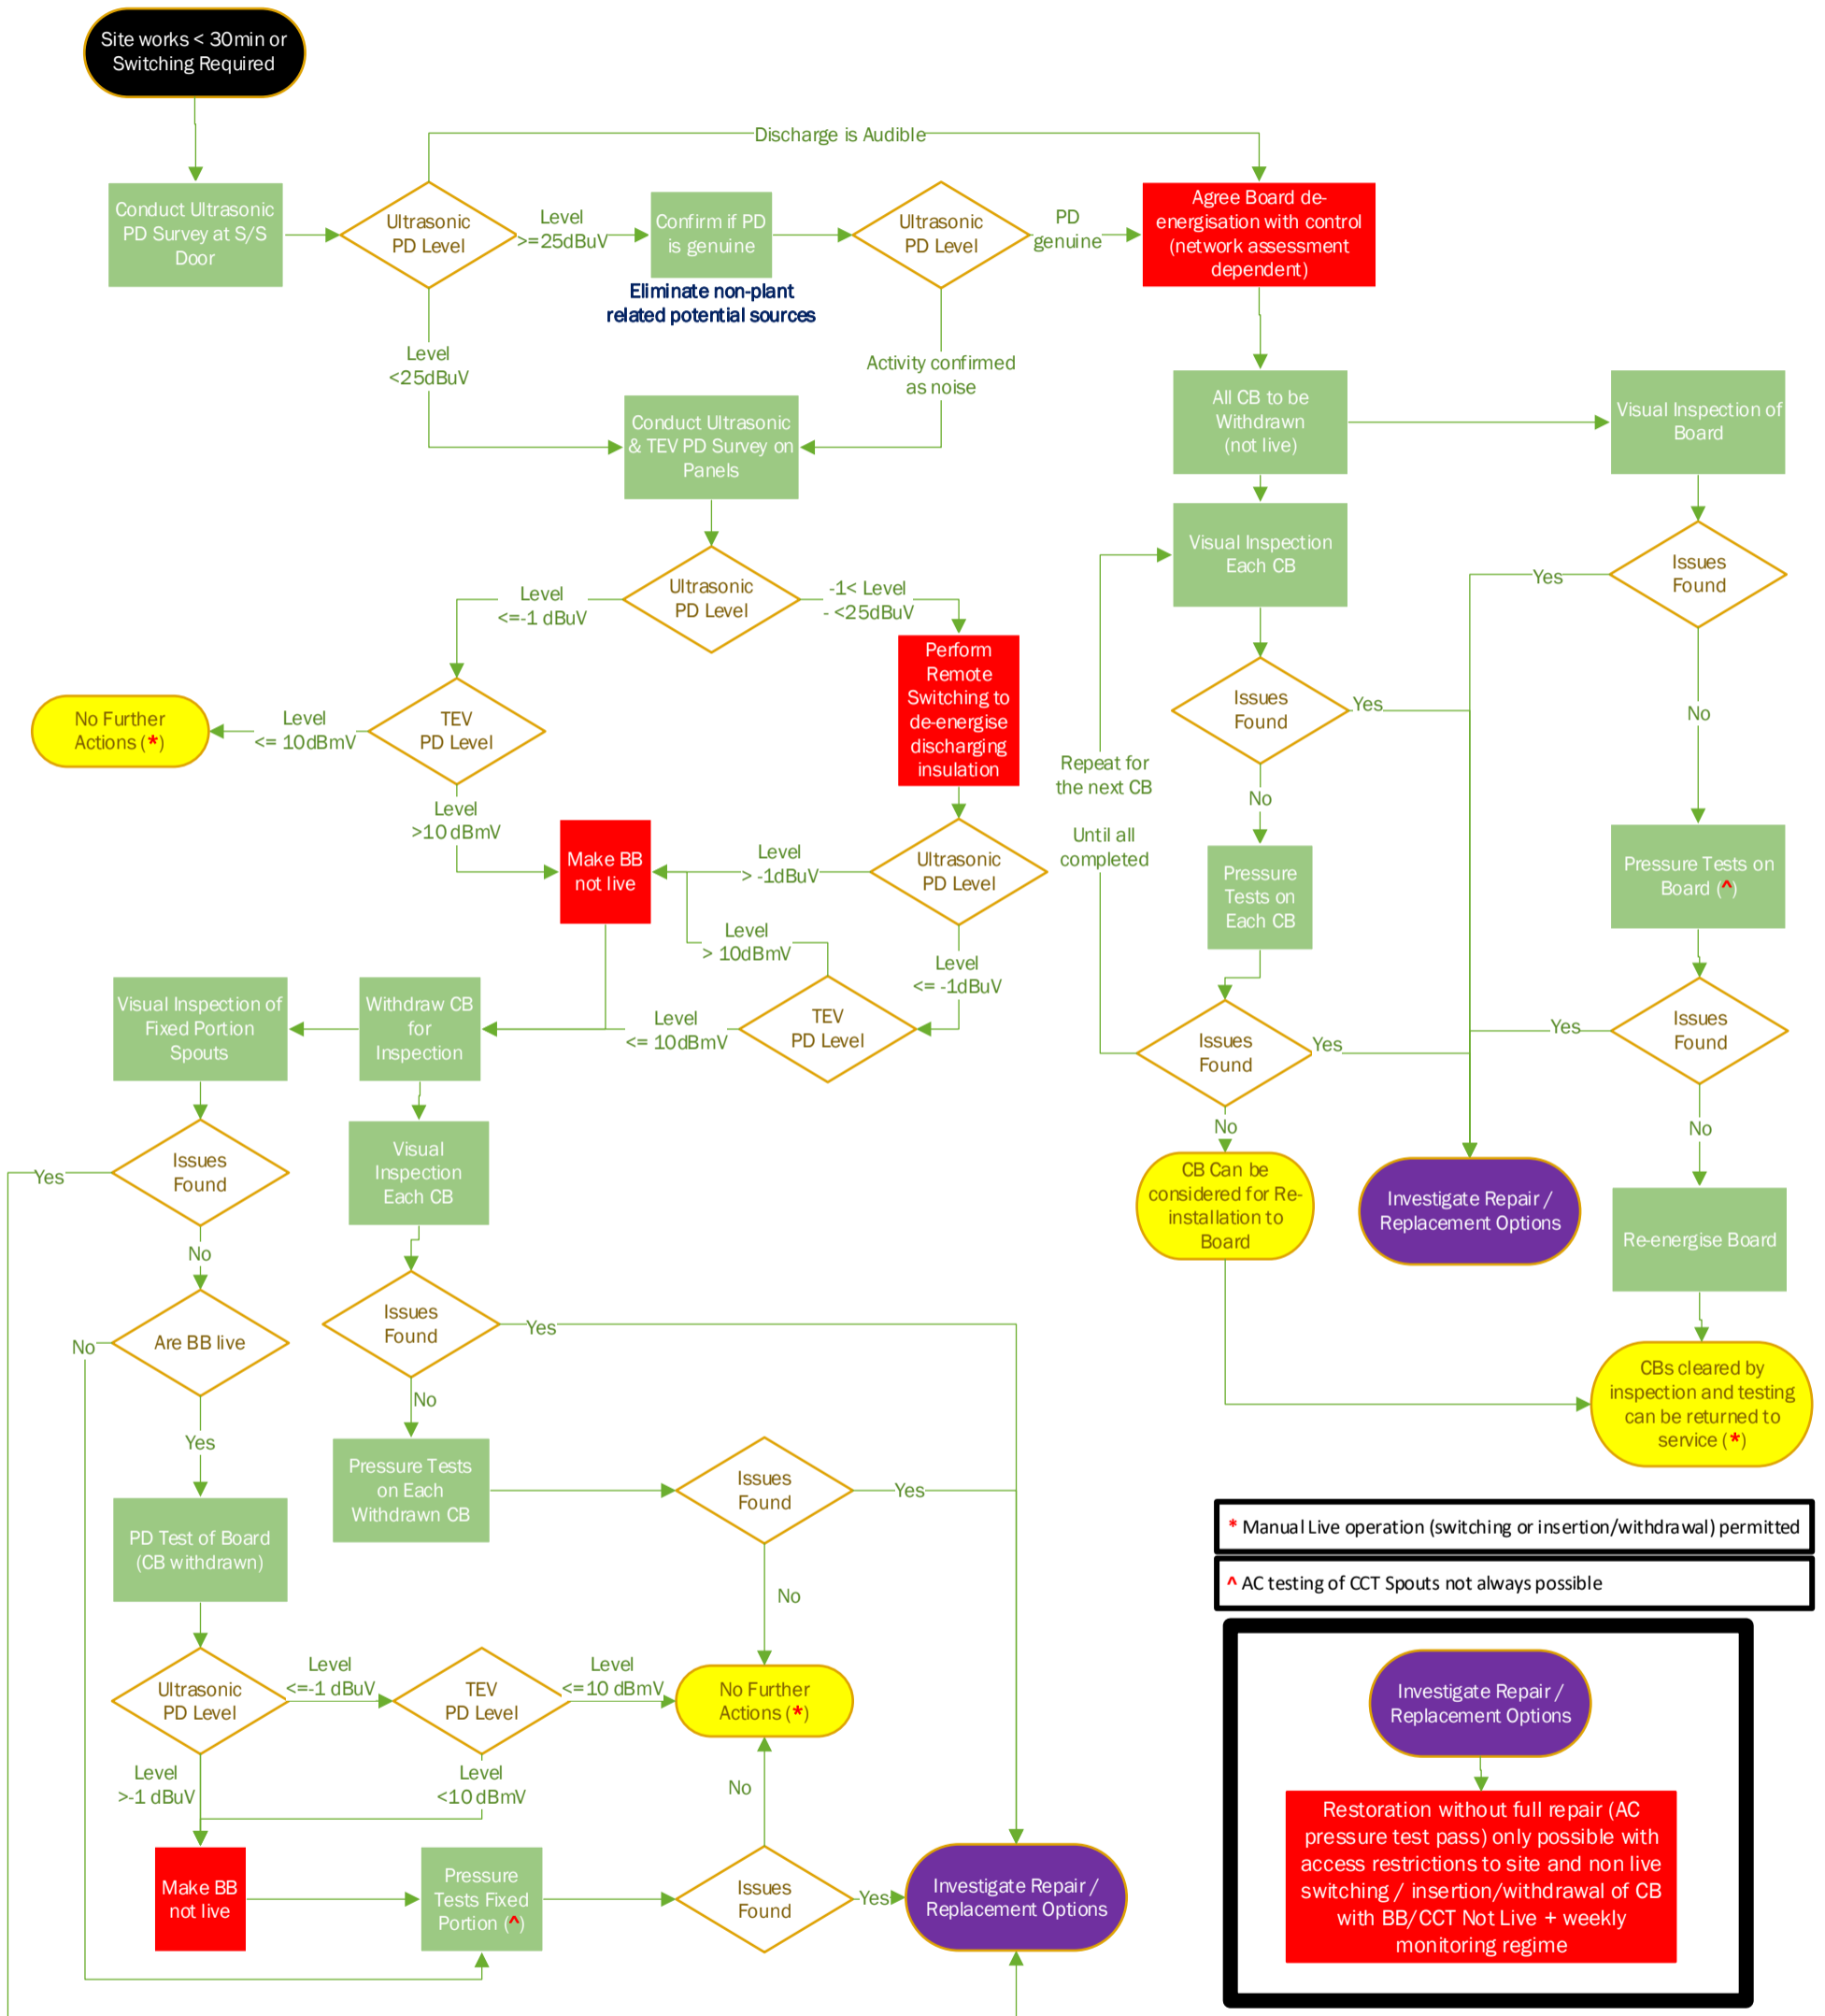 Site works < 30min or
Switching Required
Discharge is Audible
Conduct Ultrasonic
PD Survey at S/S
Door
Ultrasonic
PD Level
Level
>=25dBuV
Confirm if PD
is genuine
Eliminate non-plant
related potential sources
Ultrasonic
PD Level
PD
genuine
Agree Board de-
energisation with control
(network assessment
dependent)
Level
<25dBuV
Activity confirmed
as noise
Conduct Ultrasonic
& TEV PD Survey on
Panels
All CB to be
Withdrawn
(not live)
Visual Inspection of
Board
Visual Inspection
Each CB
Issues
Found
Yes
Ultrasonic
PD Level
Level
<=-1 dBuV
-1< Level
- <25dBuV
Perform
Remote
Switching to
de-energise
discharging
insulation
No Further
Actions (*)
Level
<= 10dBmV
TEV
PD Level
Level
>10 dBmV
Issues
Found
Yes
No
No
Repeat for
the next CB
Until all
completed
Make BB
not live
Level
> -1dBuV
Ultrasonic
PD Level
Pressure
Tests on
Each CB
Pressure Tests on
Board (^)
Level
> 10dBmV
Level
<= -1dBuV
Visual Inspection of
Fixed Portion
Spouts
Withdraw CB
for
Inspection
Level
<= 10dBmV
TEV
PD Level
Issues
Found
Yes
Yes
Issues
Found
No
No
Visual
Inspection
Each CB
Yes
Issues
Found
No
CB Can be
considered for Re-
installation to
Board
Investigate Repair /
Replacement Options
Re-energise Board
Issues
Found
Yes
No
Are BB live
No
Yes
CBs cleared by
inspection and testing
can be returned to
service (*)
Pressure Tests
on Each
Withdrawn CB
Issues
Found
Yes
No
PD Test of Board
(CB withdrawn)
* Manual Live operation (switching or insertion/withdrawal) permitted
^ AC testing of CCT Spouts not always possible
Ultrasonic
PD Level
Level
<=-1 dBuV
TEV
PD Level
Level
<=10 dBmV
No Further
Actions (*)
Level
>-1 dBuV
Level
<10 dBmV
No
Make BB
not live
Pressure
Tests Fixed
Portion (^)
Issues
Found
Yes
Investigate Repair /
Replacement Options
Investigate Repair /
Replacement Options
Restoration without full repair (AC
pressure test pass) only possible with
access restrictions to site and non live
switching / insertion/withdrawal of CB
with BB/CCT Not Live + weekly
monitoring regime